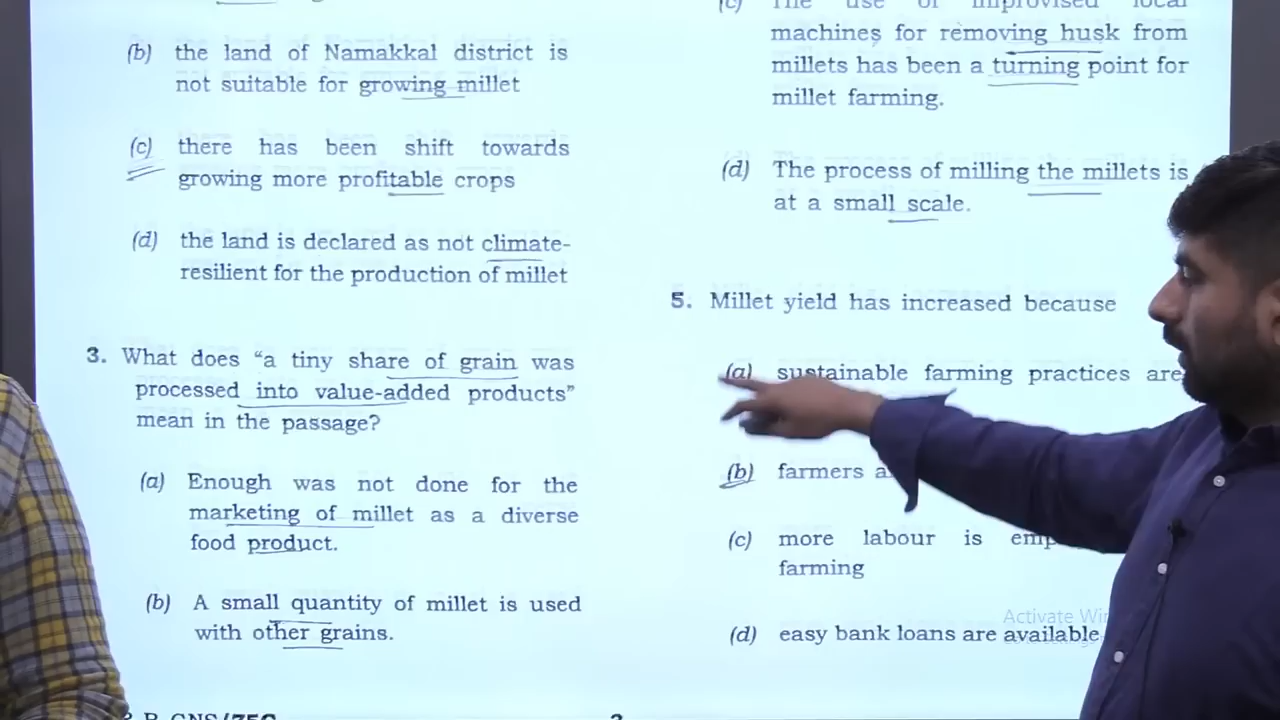 (b) the land of Namakkal district is
not suitable for growing millet
(c) there has been shift towards
growing more profitable crops
(d) the land is declared as not climate-
resilient for the production of millet
3. What does "a tiny share of grain was
processed into value-added products"
mean in the passage?
(a) Enough was not done for the
marketing of millet as a diverse
food product.
(b) A small quantity of millet is used
with other grains.
(c) The use of improvised local
machines for removing husk from
millets has been a turning point for
millet farming.
(d) The process of milling the millets is
at a small scale.
5. Millet yield has increased because
(a) sustainable farming practices are
(b) farmers
(c) more labour is
farming
(d) easy bank loans are available
Activate